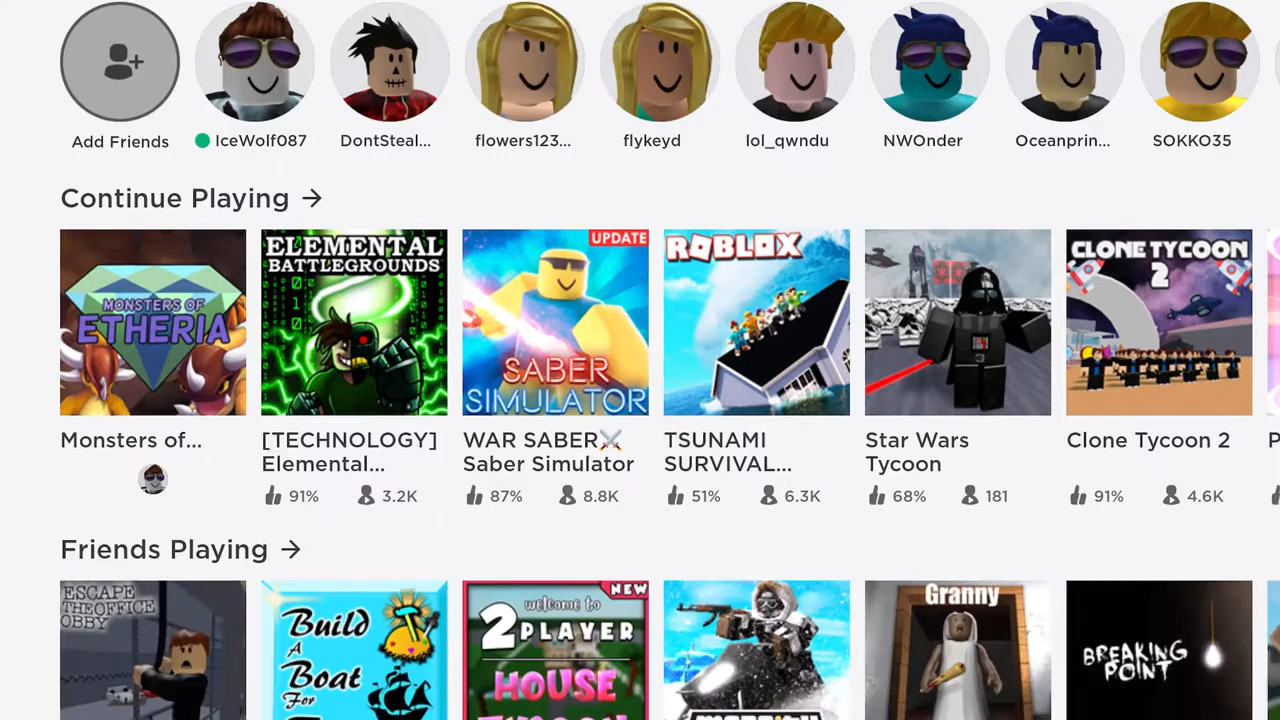 Add Friends
IceWolf087
DontSteal...
flowers123...
flykeyd
lol_qwndu
NWOnder
Oceanprin...
SOKKO35
Continue Playing →
MONSTERS OF
ETHERIA
ELEMENTAL
BATTLEGROUNDS
UPDATE
SABER
SIMULATOR
ROBLOX
CLONE TYCOON
2
Monsters of...
[TECHNOLOGY]
Elemental...
WAR SABER⚔️
Saber Simulator
TSUNAMI
SURVIVAL...
Star Wars
Tycoon
Clone Tycoon 2
91% 3.2K
87% 8.8K
51% 6.3K
68% 181
91% 4.6K
Friends Playing →
ESCAPE
THE OFFICE
OBBY
Build
A
Boat
For
NEW
welcome to
2 PLAYER
HOUSE
Granny
BREAKING
POINT